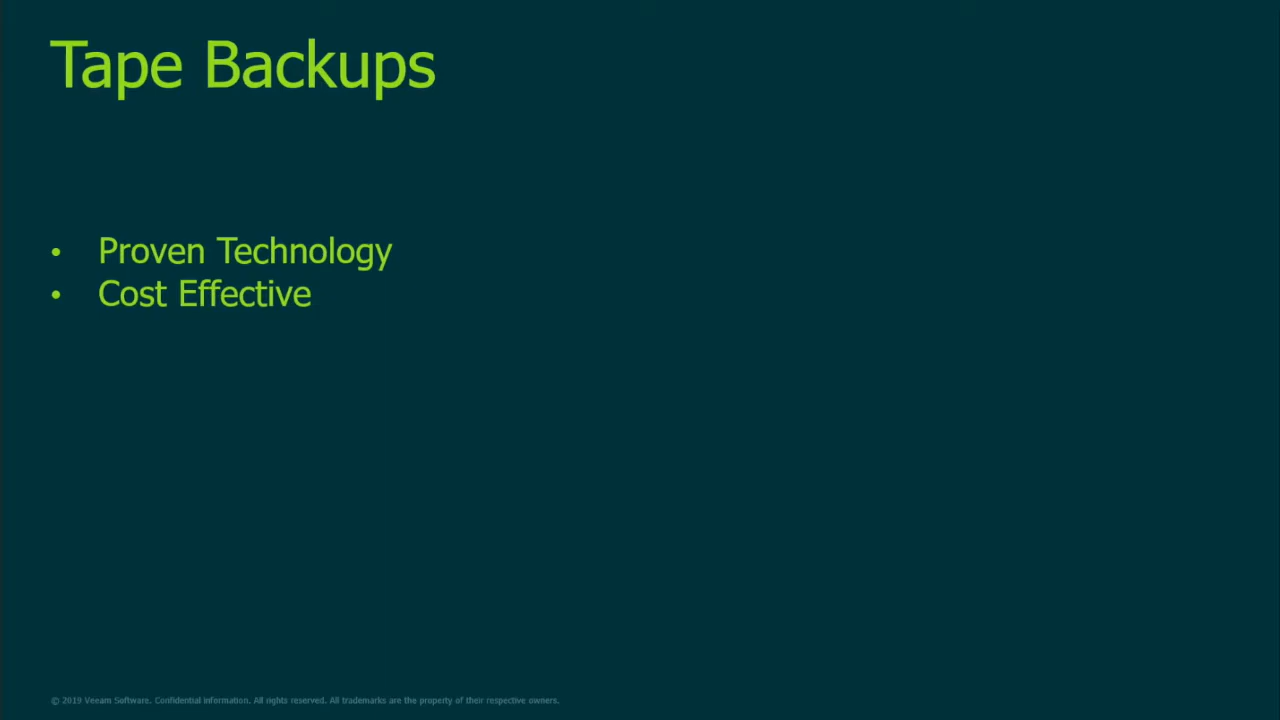 Tape Backups
• Proven Technology
• Cost Effective
© 2019 Veeam Software. Confidential information. All rights reserved. All trademarks are the property of their respective owners.